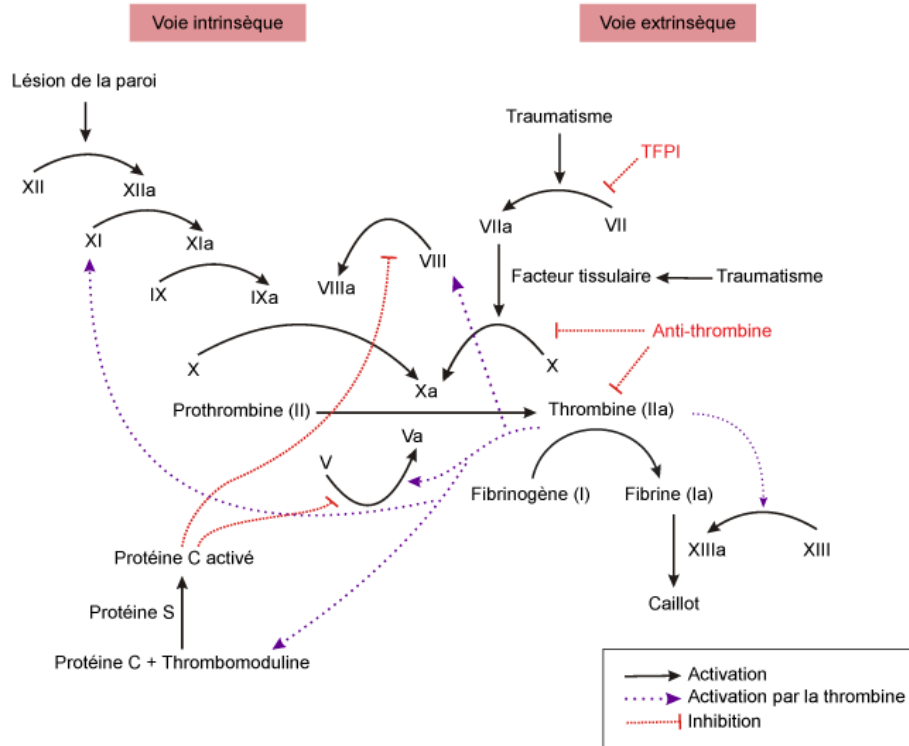 Voie intrinsèque
Voie extrinsèque
Lésion de la paroi
Traumatisme
TFPI
XII
XIIa
XI
XIa
VIIa
VII
IX
IXa
VIIIa
VIII
Facteur tissulaire
Traumatisme
X
Xa
X
Anti-thrombine
Prothrombine (II)
Thrombine (IIa)
V
Va
Fibrinogène (I)
Fibrine (Ia)
XIIIa
XIII
Caillot
Protéine C activé
Protéine S
Protéine C + Thrombomoduline
Activation
Activation par la thrombine
Inhibition